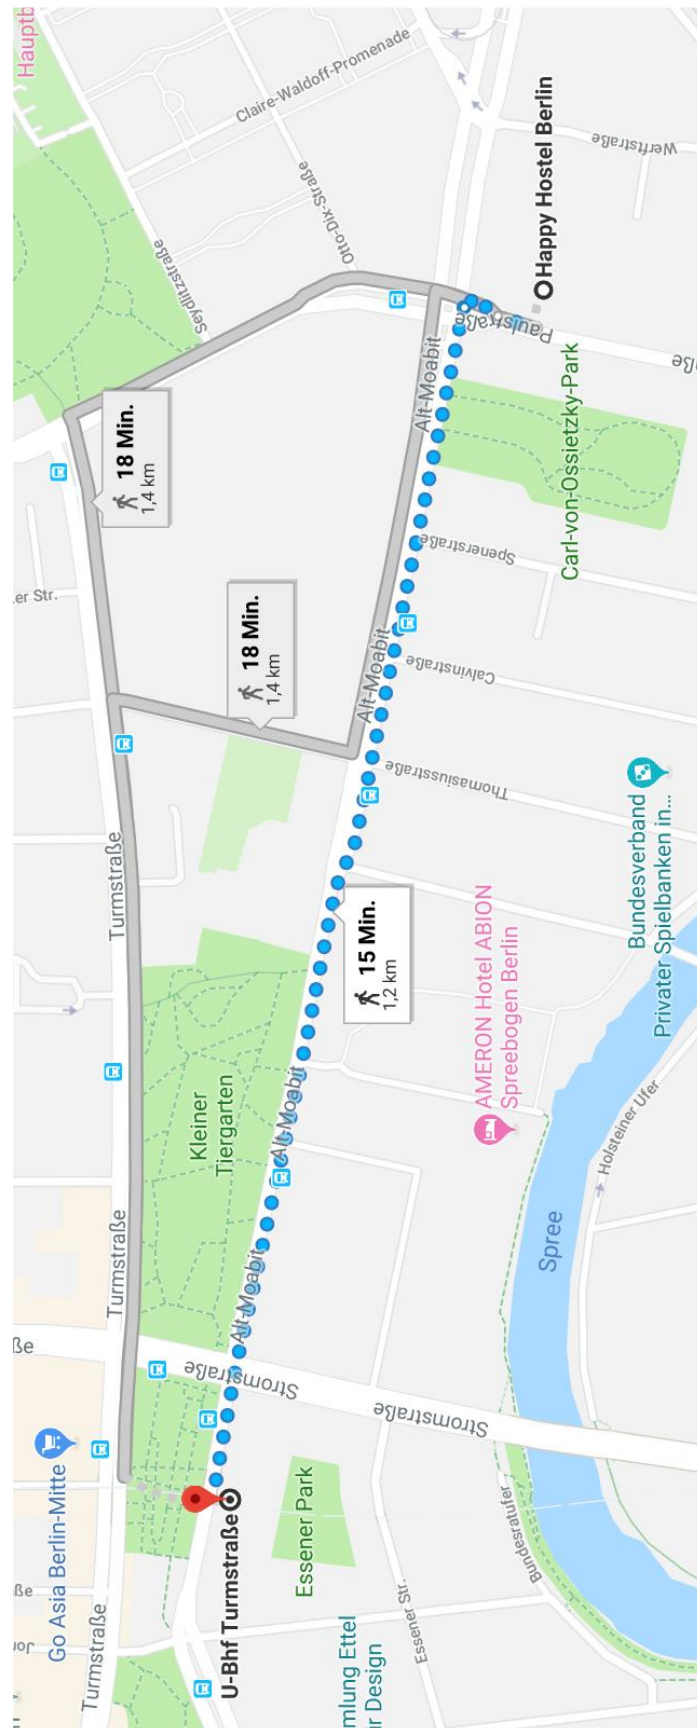 Hauptb
er Str.
ße
ße
Jor
Go Asia Berlin-Mitte
Turmstraße
Turmstraße
Turmstraße
18 Min.
1,4 km
Seydlitzstraße
Claire-Waldoff-Promenade
Otto-Dix-Straße
Kleiner
Tiergarten
18 Min.
1,4 km
U-Bhf Turmstraße
Stromstraße
Alt-Moabit
Alt-Moabit
Alt-Moabit
Alt-Moabit
Essener Park
15 Min.
1,2 km
mlung Ettel
r Design
Essener Str.
Stromstraße
Thomasiusstraße
Calvinstraße
Spenerstraße
Paulstraße
Happy Hostel Berlin
Werftstraße
AMERON Hotel ABION
Spreebogen Berlin
Carl-von-Ossietzky-Park
Bundesratufer
Spree
Holsteiner Ufer
Bundesverband
Privater Spielbanken in...
ße